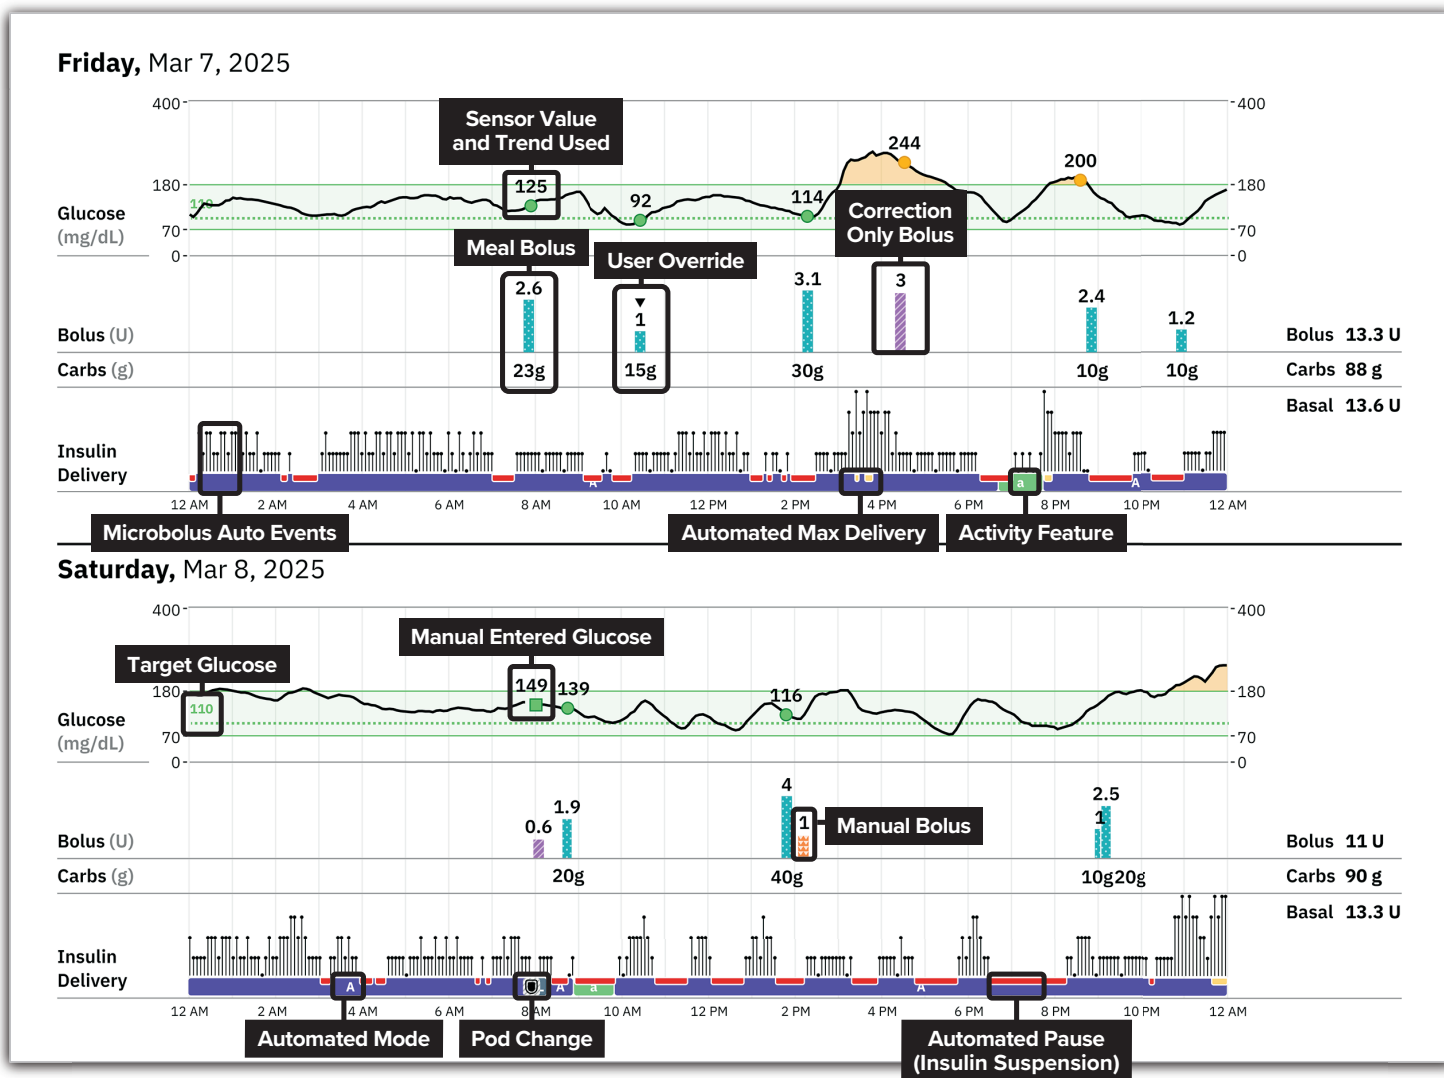 Friday, Mar 7, 2025
400
400
Sensor Value
and Trend Used
244
200
180
125
180
110
92
114
Glucose
(mg/dL)
Correction
Only Bolus
70
70
0
0
Meal Bolus
User Override
2.6
1
3.1
3
2.4
1.2
Bolus (U)
Bolus 13.3 U
Carbs (g)
23g
15g
30g
10g
10g
Carbs 88 g
Basal 13.6 U
Insulin
Delivery
A
a
A
12 AM
2 AM
4 AM
6 AM
8 AM
10 AM
12 PM
2 PM
4 PM
6 PM
8 PM
10 PM
12 AM
Microbolus Auto Events
Automated Max Delivery
Activity Feature
Saturday, Mar 8, 2025
400
400
Manual Entered Glucose
Target Glucose
180
149
139
116
180
110
Glucose
(mg/dL)
70
70
0
0
0.6
1.9
4
1
Manual Bolus
1
2.5
Bolus (U)
Bolus 11 U
Carbs (g)
20g
40g
10g20g
Carbs 90 g
Basal 13.3 U
Insulin
Delivery
A
A
a
A
12 AM
2 AM
4 AM
6 AM
8 AM
10 AM
12 PM
2 PM
4 PM
6 PM
8 PM
10 PM
12 AM
Automated Mode
Pod Change
Automated Pause
(Insulin Suspension)